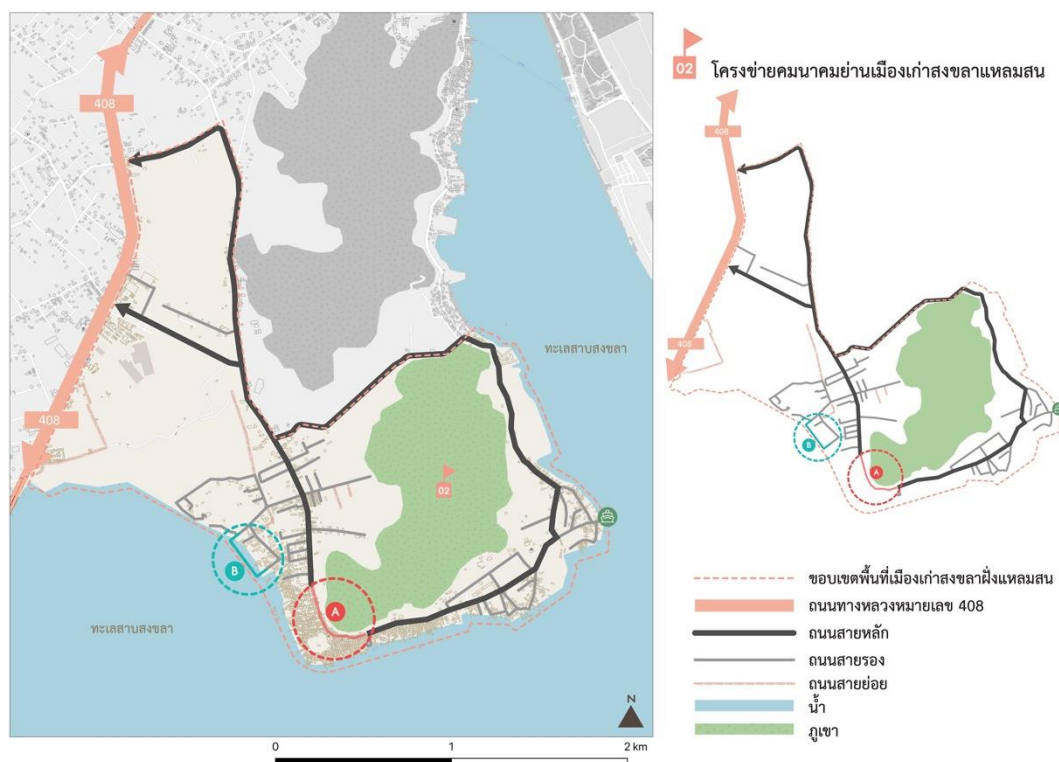 408
408
ทะเลสาบสงขลา
02
B
A
ทะเลสาบสงขลา
N
0 1 2 km
02 โครงข่ายคมนาคมย่านเมืองเก่าสงขลาแหลมสน
408
408
B
A
ขอบเขตพื้นที่เมืองเก่าสงขลาฝั่งแหลมสน
ถนนทางหลวงหมายเลข 408
ถนนสายหลัก
ถนนสายรอง
ถนนสายย่อย
น้ำ
ภูเขา